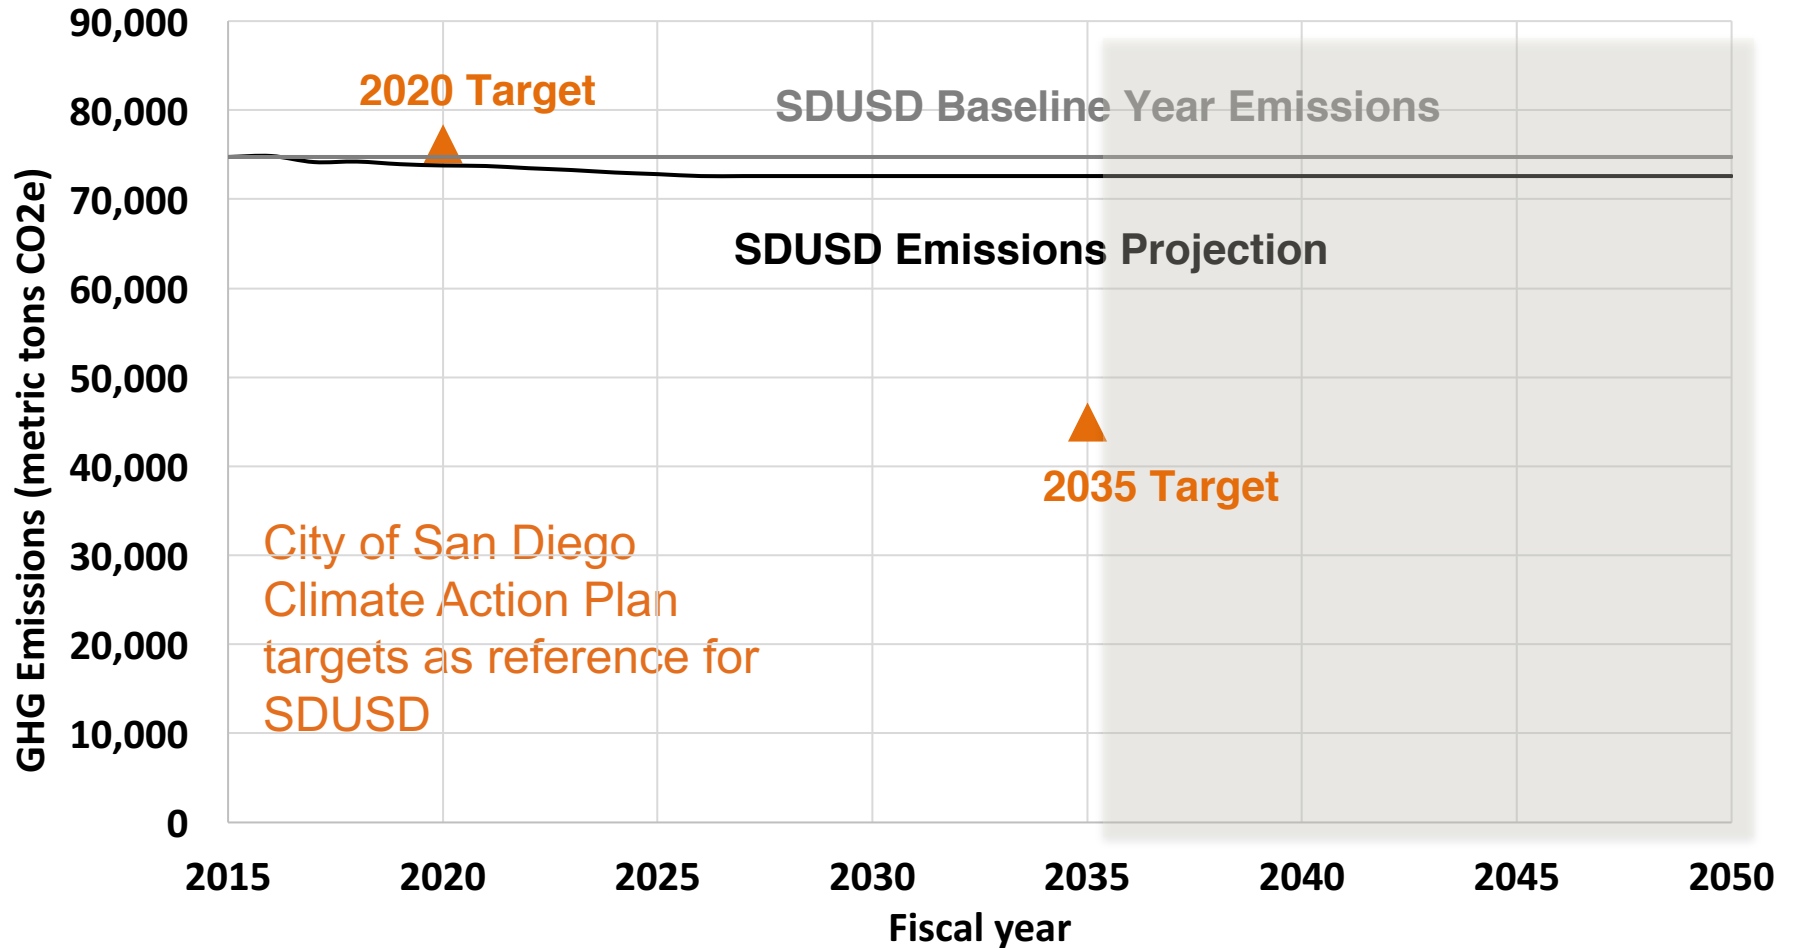 90,000
80,000
70,000
60,000
50,000
40,000
30,000
20,000
10,000
0
GHG Emissions (metric tons CO2e)
2020 Target
SDUSD Baseline Year Emissions
SDUSD Emissions Projection
2035 Target
City of San Diego
Climate Action Plan
targets as reference for
SDUSD
2015 2020 2025 2030 2035 2040 2045 2050
Fiscal year